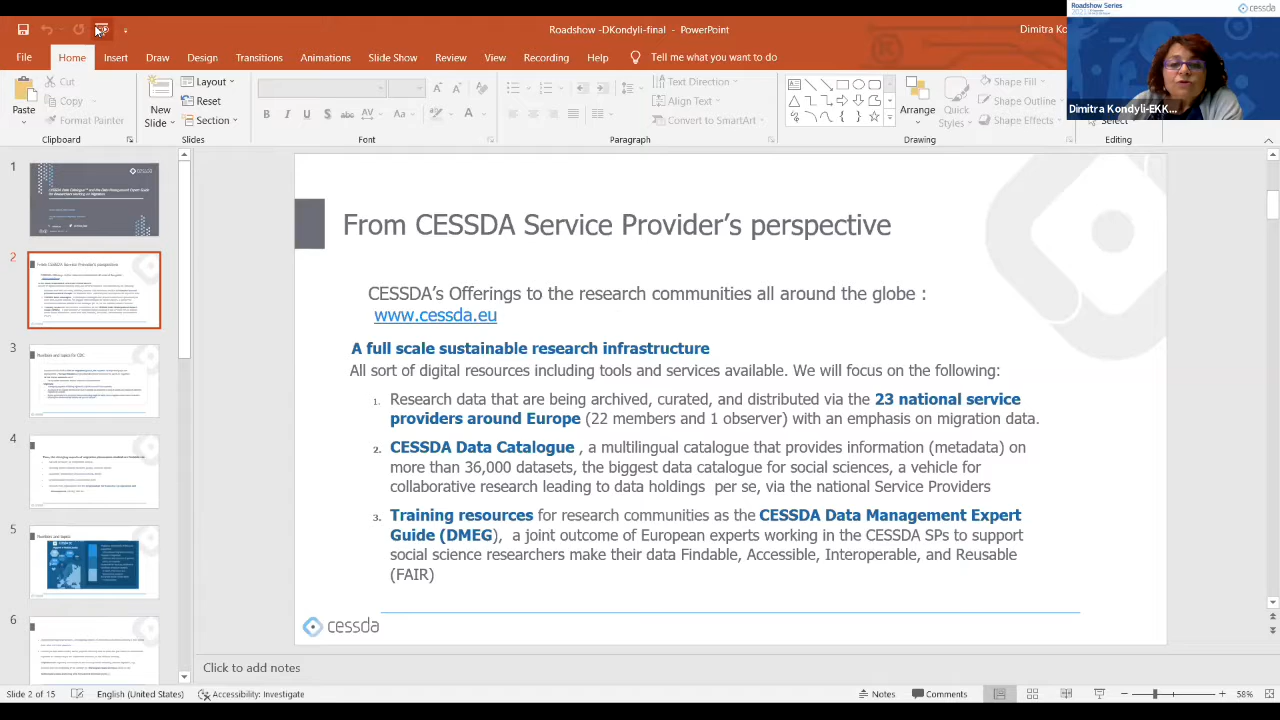 Roadshow -DKondyli-final - PowerPoint
Dimitra Ko
Roadshow Series
cessda
Dimitra Kondyli-EKK...
File Home Insert Draw Design Transitions Animations Slide Show Review View Recording Help Tell me what you want to do
Paste
Cut
Copy
Format Painter
Clipboard
New
Slide
Layout
Reset
Section
Slides
B I U S abc AV Aa A
Font
Text Direction
Align Text
Convert to SmartArt
Paragraph
Arrange
Quick
Styles
Shape Fill
Shape Outline
Shape Effects
Drawing
Select
Editing
1
2
3
4
5
6
From CESSDA Service Provider's perspective
CESSDA's Offerings to the research communities all around the globe:
www.cessda.eu
A full scale sustainable research infrastructure
All sort of digital resources including tools and services available. We will focus on the following:
1. Research data that are being archived, curated, and distributed via the 23 national service
providers around Europe (22 members and 1 observer) with an emphasis on migration data.
2. CESSDA Data Catalogue , a multilingual catalogue that provides information (metadata) on
more than 36,000 datasets, the biggest data catalogue for social sciences, a vehicle for
collaborative research leading to data holdings per se, via the national Service Providers
3. Training resources for research communities as the CESSDA Data Management Expert
Guide (DMEG), a joint outcome of European experts working in the CESSDA SPs to support
social science researchers make their data Findable, Accessible, Interoperable, and Reusable
(FAIR)
cessda
Click to add notes
Slide 2 of 15 English (United States) Accessibility: Investigate Notes Comments 58%